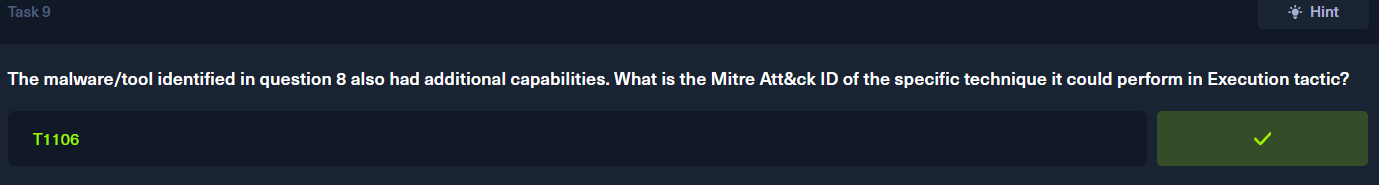 Task 9
Hint
The malware/tool identified in question 8 also had additional capabilities. What is the Mitre Att&ck ID of the specific technique it could perform in Execution tactic?
T1106